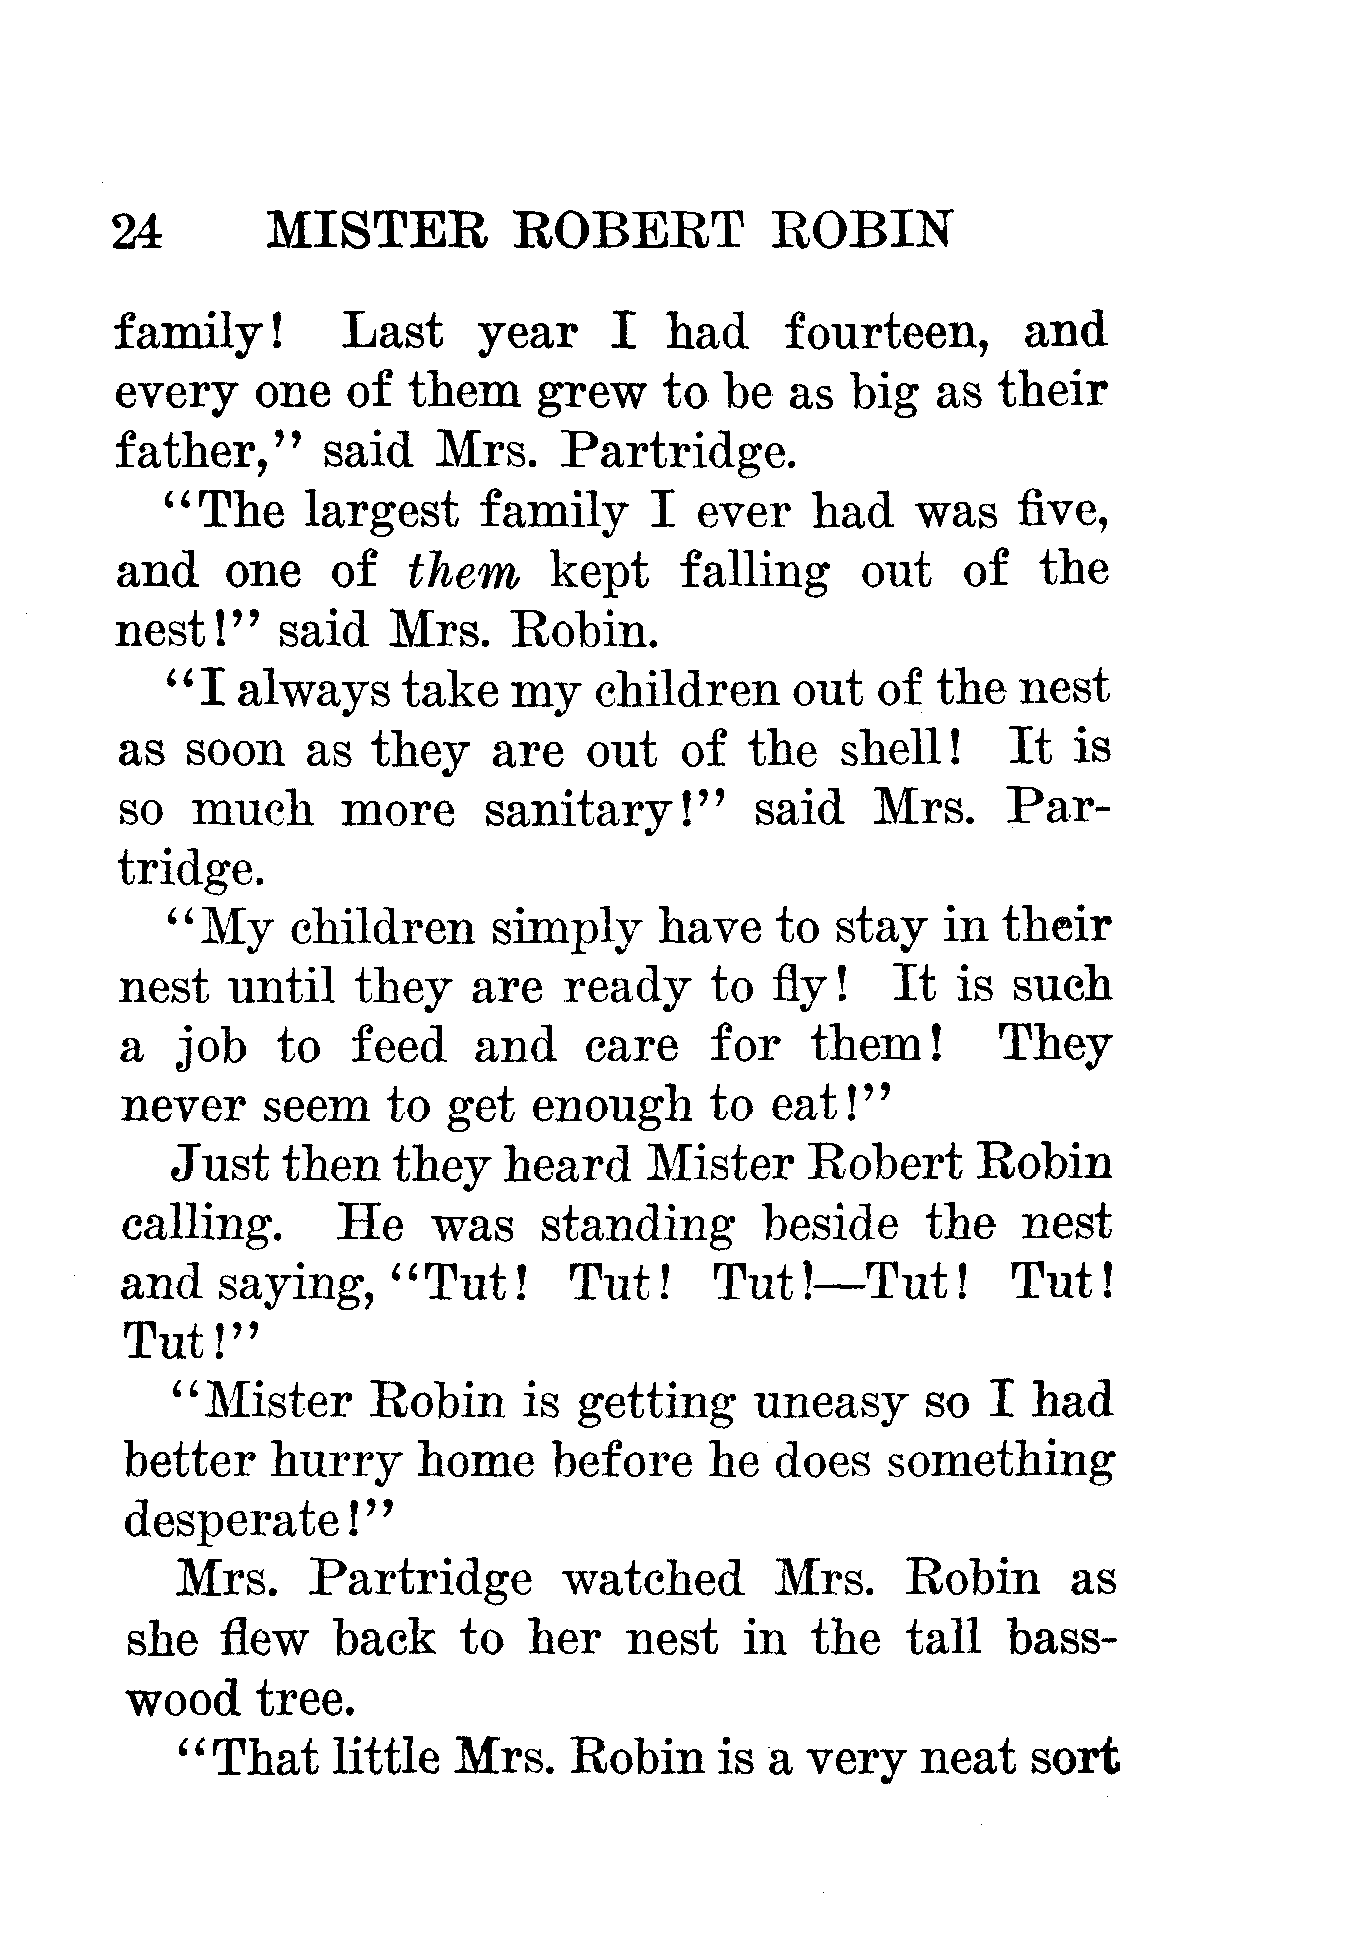 24 MISTER ROBERT ROBIN
family! Last year I had fourteen, and
every one of them grew to be as big as their
father,” said Mrs. Partridge.
“The largest family I ever had was five,
and one of them kept falling out of the
nest!” said Mrs. Robin.
“I always take my children out of the nest
as soon as they are out of the shell! It is
so much more sanitary!” said Mrs. Par-
tridge.
“My children simply have to stay in their
nest until they are ready to fly! It is such
a job to feed and care for them! They
never seem to get enough to eat!”
Just then they heard Mister Robert Robin
calling. He was standing beside the nest
and saying, “Tut! Tut! Tut!—Tut! Tut!
Tut!”
“Mister Robin is getting uneasy so I had
better hurry home before he does something
desperate!”
Mrs. Partridge watched Mrs. Robin as
she flew back to her nest in the tall bass-
wood tree.
“That little Mrs. Robin is a very neat sort